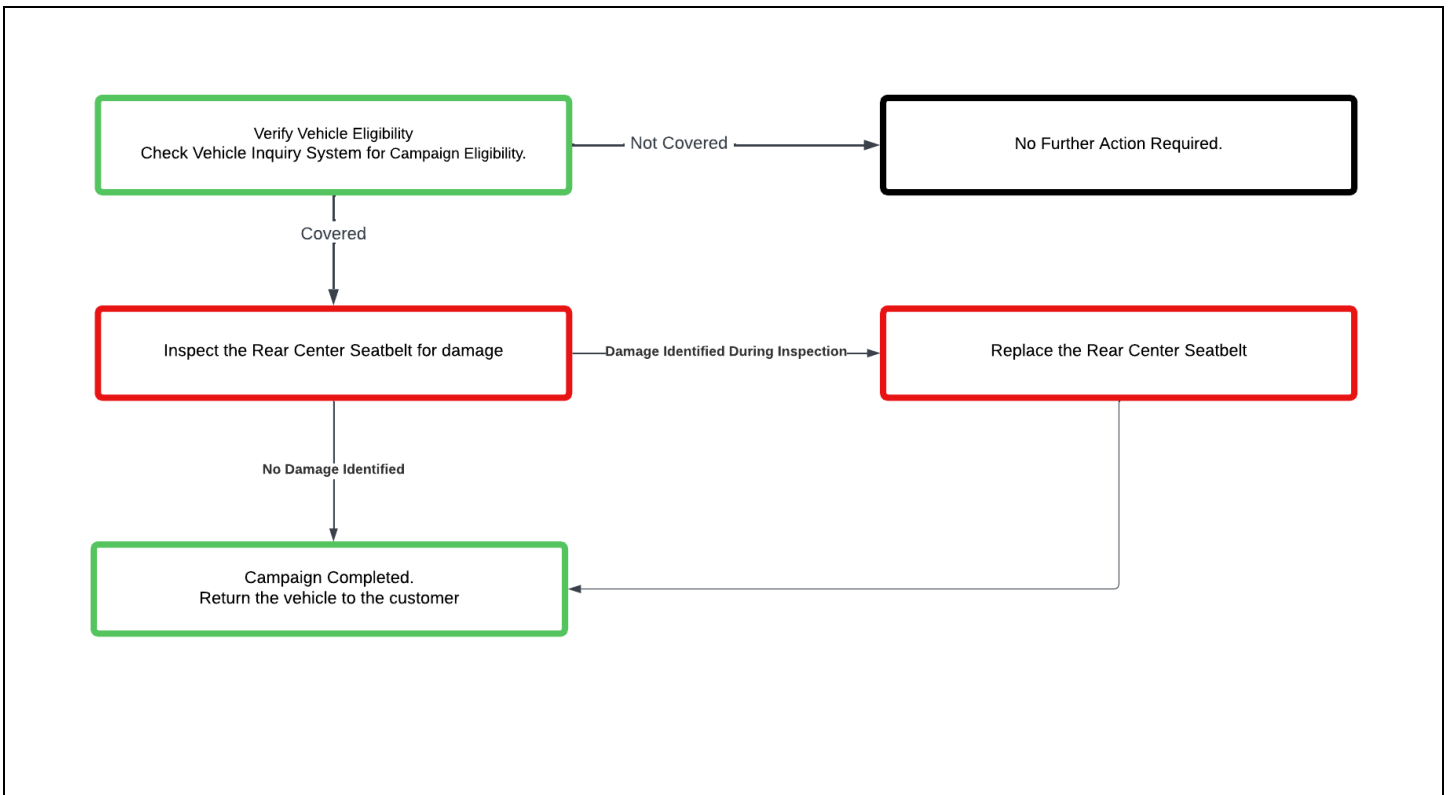 Verify Vehicle Eligibility
Check Vehicle Inquiry System for Campaign Eligibility.
Not Covered
No Further Action Required.
Covered
Inspect the Rear Center Seatbelt for damage
Damage Identified During Inspection
Replace the Rear Center Seatbelt
No Damage Identified
Campaign Completed.
Return the vehicle to the customer